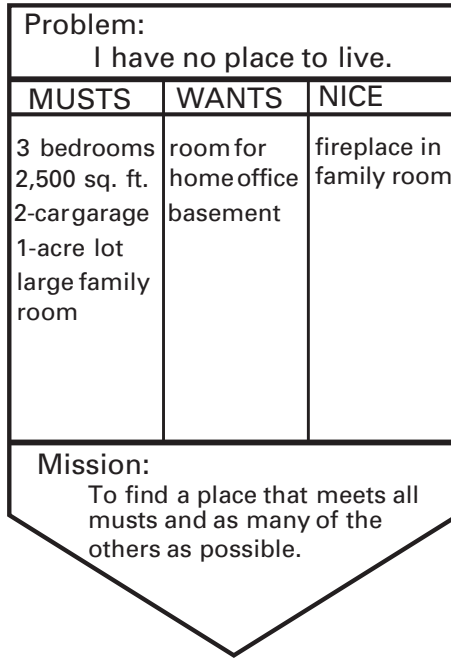 Problem:
I have no place to live.
MUSTS
WANTS
NICE
3 bedrooms
2,500 sq. ft.
2-car garage
1-acre lot
large family
room
room for
home office
basement
fireplace in
family room
Mission:
To find a place that meets all
musts and as many of the
others as possible.